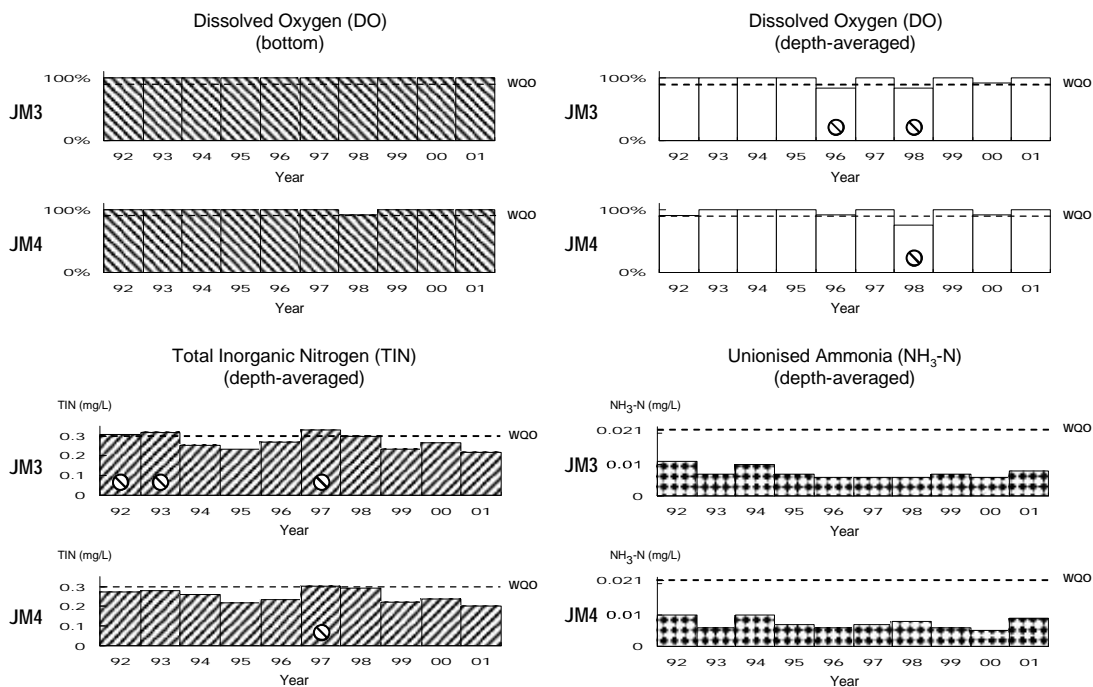 Dissolved Oxygen (DO)
(bottom)
100%
WQO
JM3
0%
92 93 94 95 96 97 98 99 00 01
Year
100%
WQO
JM4
0%
92 93 94 95 96 97 98 99 00 01
Year
Dissolved Oxygen (DO)
(depth-averaged)
100%
WQO
JM3
0%
92 93 94 95 96 97 98 99 00 01
Year
100%
WQO
JM4
0%
92 93 94 95 96 97 98 99 00 01
Year
Total Inorganic Nitrogen (TIN)
(depth-averaged)
TIN (mg/L)
0.3
WQO
0.2
JM3
0.1
0
92 93 94 95 96 97 98 99 00 01
Year
TIN (mg/L)
0.3
WQO
0.2
JM4
0.1
0
92 93 94 95 96 97 98 99 00 01
Year
Unionised Ammonia (NH3-N)
(depth-averaged)
NH3-N (mg/L)
0.021
WQO
0.01
JM3
0
92 93 94 95 96 97 98 99 00 01
Year
NH3-N (mg/L)
0.021
WQO
0.01
JM4
0
92 93 94 95 96 97 98 99 00 01
Year